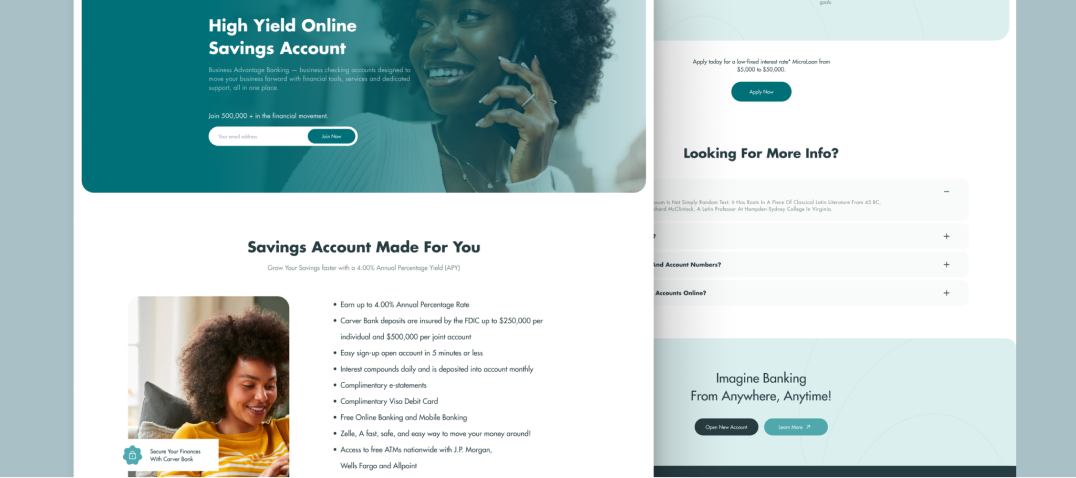 High Yield Online
Savings Account
Business Advantage Banking — business checking accounts designed to
move your business forward with financial tools, services and dedicated
support, all in one place.
Join 500,000 + in the financial movement.
Your email address
Join Now
Savings Account Made For You
Grow Your Savings faster with a 4.00% Annual Percentage Yield (APY)
Earn up to 4.00% Annual Percentage Rate
Carver Bank deposits are insured by the FDIC up to $250,000 per
individual and $500,000 per joint account
Easy sign-up open account in 5 minutes or less
Interest compounds daily and is deposited into account monthly
Complimentary e-statements
Complimentary Visa Debit Card
Free Online Banking and Mobile Banking
Zelle, A fast, safe, and easy way to move your money around!
Access to free ATMs nationwide with J.P. Morgan,
Wells Fargo and Allpoint
Secure Your Finances
With Carver Bank
goals.
Apply today for a low-fixed interest rate* MicroLoan from
$5,000 to $50,000.
Apply Now
Looking For More Info?
Is Not Simply Random Text. It Has Roots In A Piece Of Classical Latin Literature From 45 BC,
McClintock, A Latin Professor At Hampden-Sydney College In Virginia.
?
And Account Numbers?
Accounts Online?
Imagine Banking
From Anywhere, Anytime!
Open New Account
Learn More